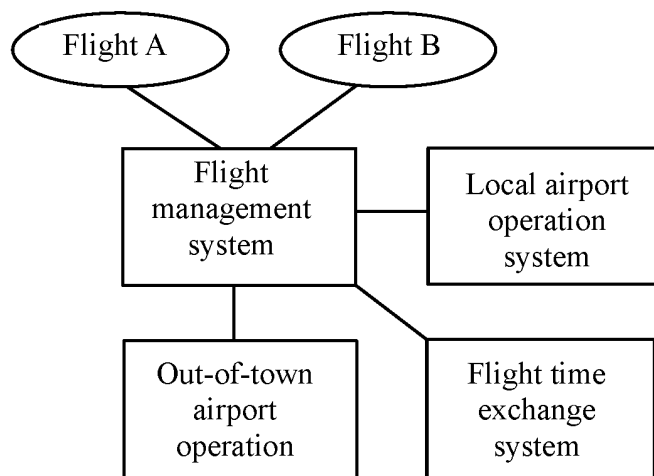 Flight A
Flight B
Flight
management
system
Local airport
operation
system
Out-of-town
airport
operation
Flight time
exchange
system